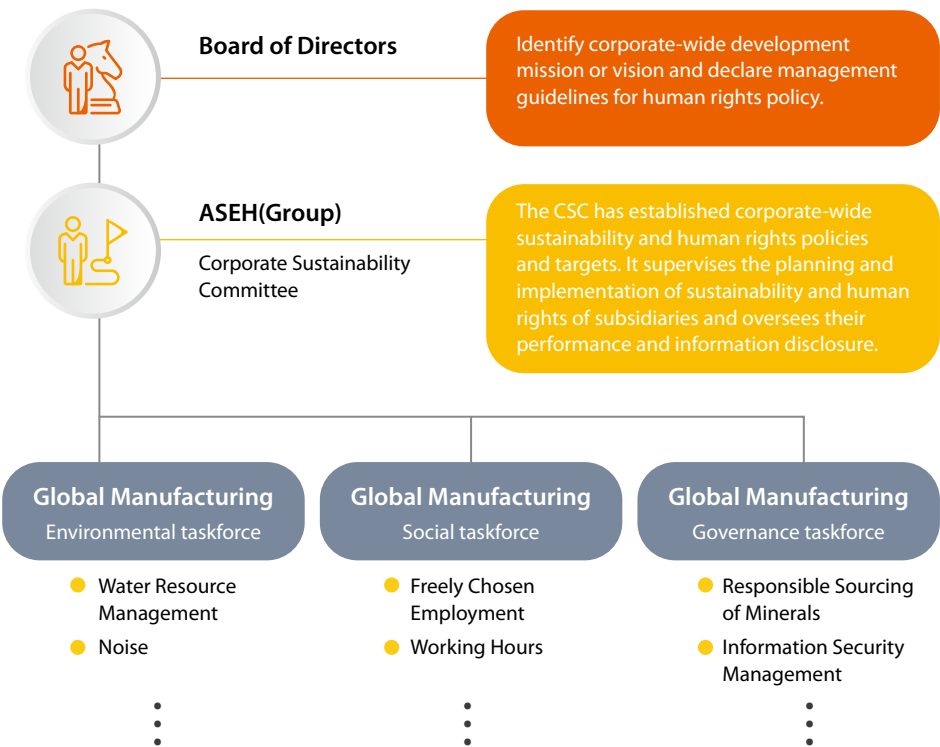 Board of Directors
Identify corporate-wide development
mission or vision and declare management
guidelines for human rights policy.
ASEH(Group)
Corporate Sustainability
Committee
The CSC has established corporate-wide
sustainability and human rights policies
and targets. It supervises the planning and
implementation of sustainability and human
rights of subsidiaries and oversees their
performance and information disclosure.
Global Manufacturing
Environmental taskforce
Water Resource
Management
Noise
Global Manufacturing
Social taskforce
Freely Chosen
Employment
Working Hours
Global Manufacturing
Governance taskforce
Responsible Sourcing
of Minerals
Information Security
Management